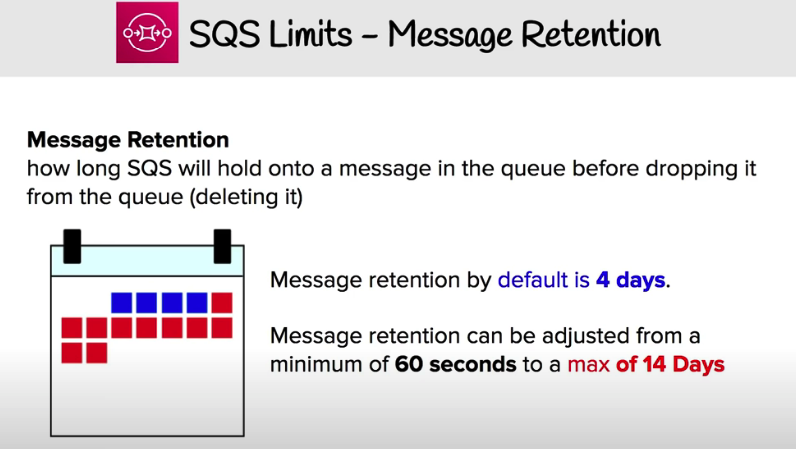 SQS Limits – Message Retention
Message Retention
how long SQS will hold onto a message in the queue before dropping it
from the queue (deleting it)
Message retention by default is 4 days.
Message retention can be adjusted from a
minimum of 60 seconds to a max of 14 Days